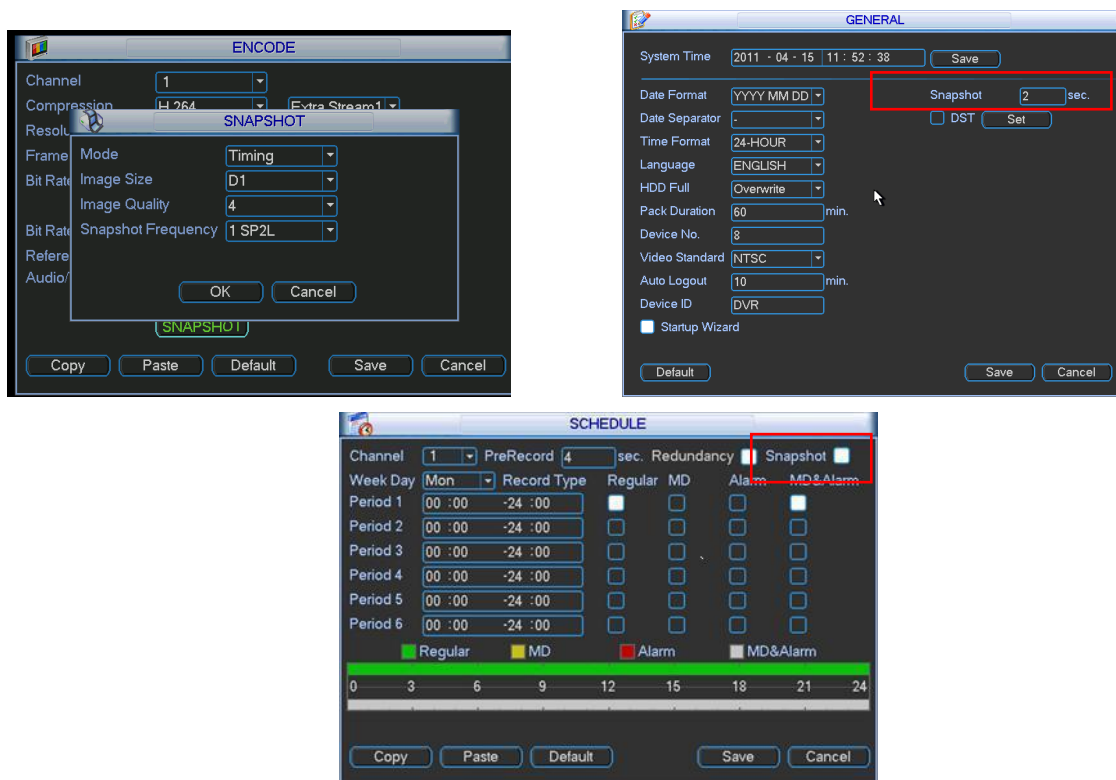 ENCODE
Channel 1
Compression H.264 Extra Stream1
SNAPSHOT
Mode Timing
Image Size D1
Image Quality 4
Snapshot Frequency 1 SP2L
OK Cancel
Resolu
Frame
Bit Rate
Bit Rate
Refere
Audio/
SNAPSHOT
Copy Paste Default Save Cancel
GENERAL
System Time 2011 - 04 - 15 11 : 52 : 38 Save
Date Format YYYY MM DD Snapshot 2 sec.
Date Separator - DST Set
Time Format 24-HOUR
Language ENGLISH
HDD Full Overwrite
Pack Duration 60 min.
Device No. 8
Video Standard NTSC
Auto Logout 10 min.
Device ID DVR
Startup Wizard
Default Save Cancel
SCHEDULE
Channel 1 PreRecord 4 sec. Redundancy Snapshot
Week Day Mon Record Type Regular MD Alarm MD&Alarm
Period 1 00 :00 -24 :00
Period 2 00 :00 -24 :00
Period 3 00 :00 -24 :00
Period 4 00 :00 -24 :00
Period 5 00 :00 -24 :00
Period 6 00 :00 -24 :00
Regular MD Alarm MD&Alarm
0 3 6 9 12 15 18 21 24
Copy Paste Default Save Cancel